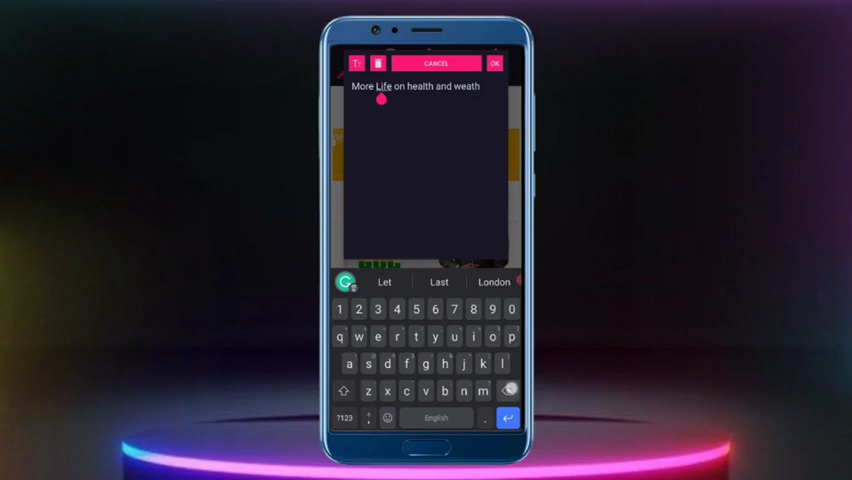 Tт
CANCEL
OK
More Life on health and weath
Let
Last
London
1 2 3 4 5 6 7 8 9 0
q w e r t y u i o p
a s d f g h j k l
z x c v b n m
?123
English